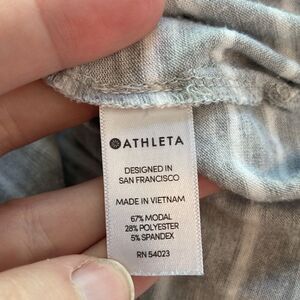 ATHLETA
DESIGNED IN
SAN FRANCISCO
MADE IN VIETNAM
67% MODAL
28% POLYESTER
5% SPANDEX
RN 54023